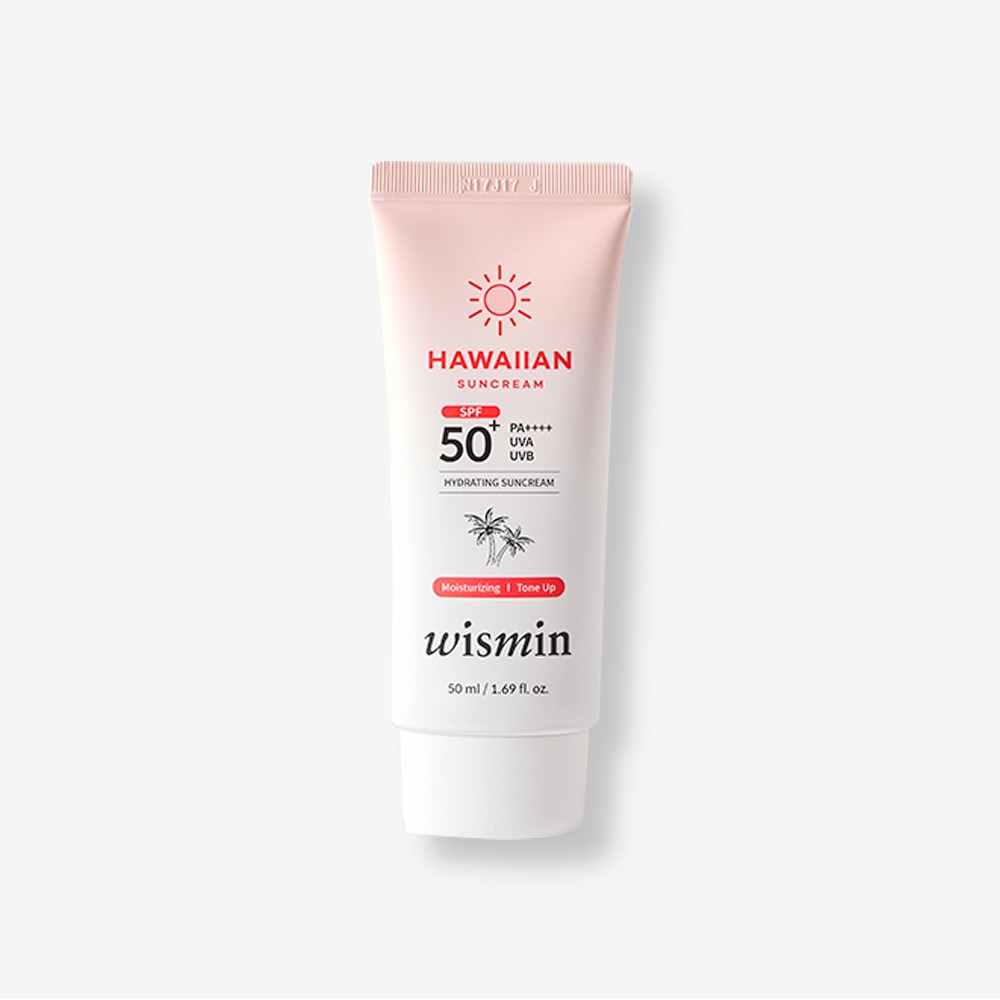 HAWAIIAN
SUNCREAM
SPF
50+
PA++++
UVA
UVB
HYDRATING SUNCREAM
Moisturizing | Tone Up
wismin
50 ml / 1.69 fl. oz.